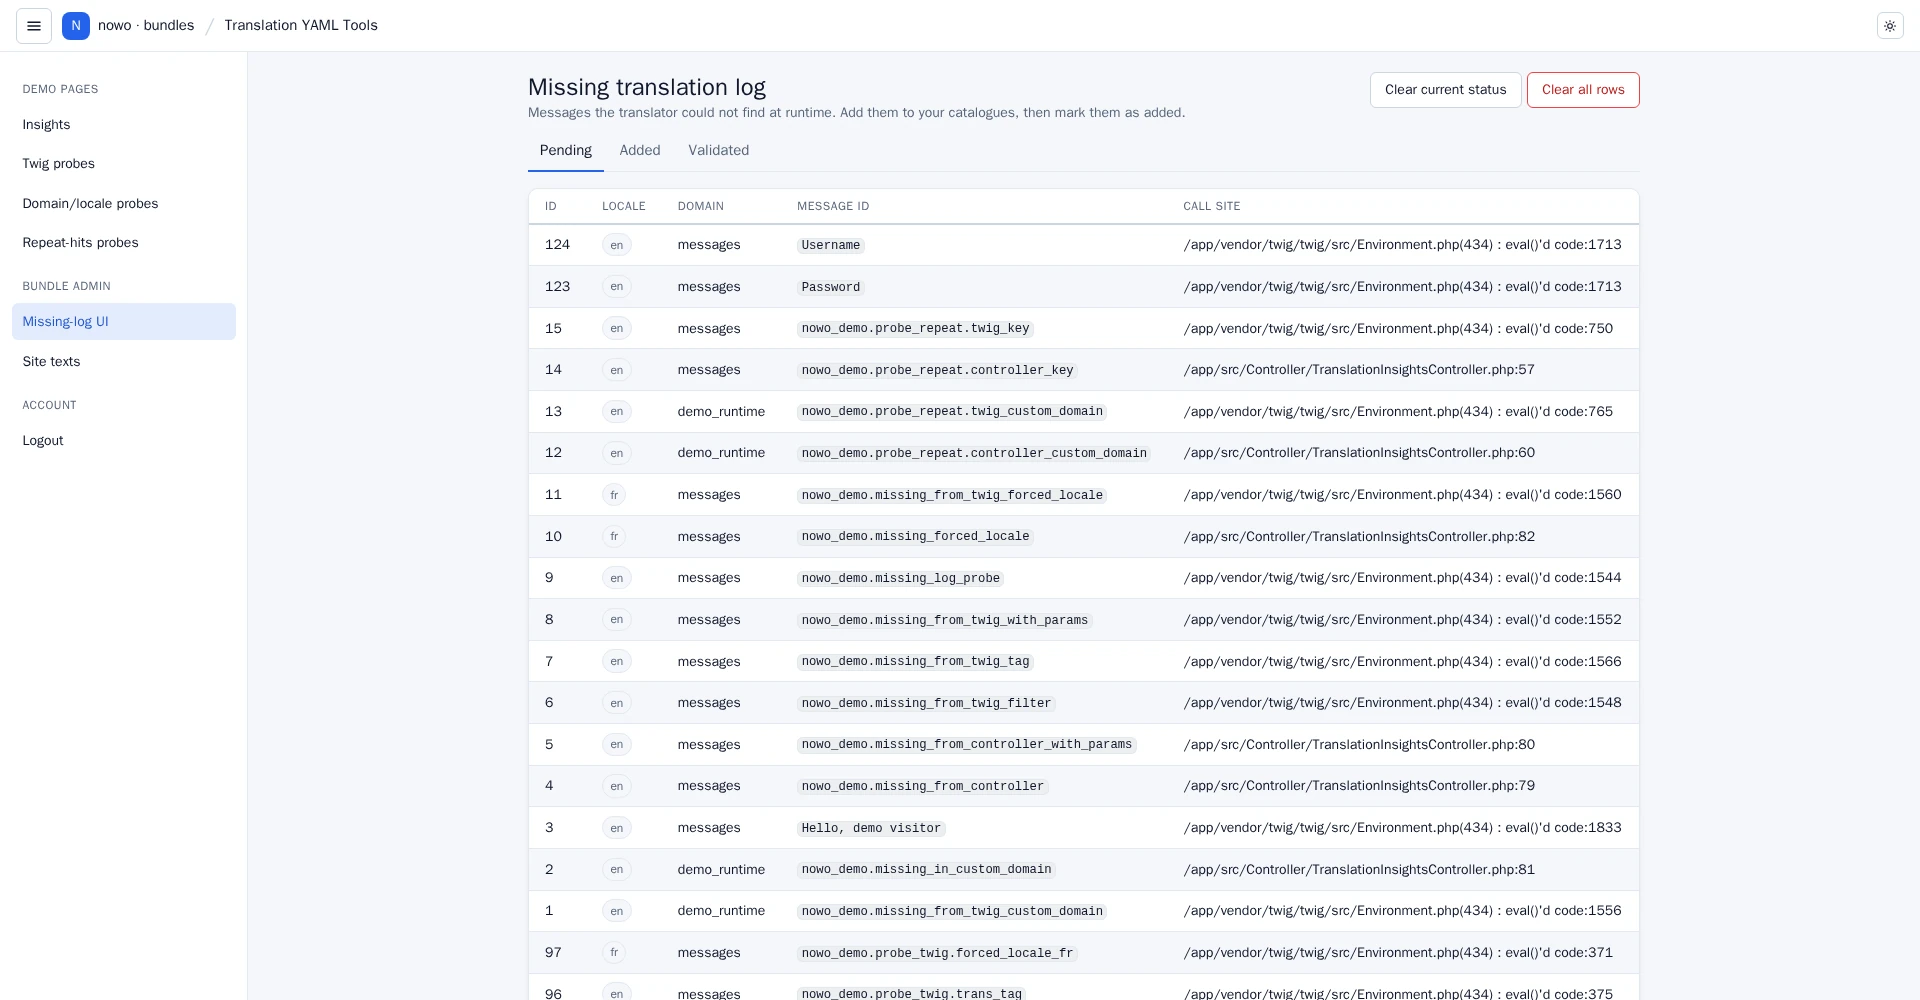 N nowo · bundles / Translation YAML Tools
DEMO PAGES
Insights
Twig probes
Domain/locale probes
Repeat-hits probes
BUNDLE ADMIN
Missing-log UI
Site texts
ACCOUNT
Logout
Missing translation log
Messages the translator could not find at runtime. Add them to your catalogues, then mark them as added.
Clear current status Clear all rows
Pending Added Validated
ID LOCALE DOMAIN MESSAGE ID CALL SITE
124 en messages Username /app/vendor/twig/twig/src/Environment.php(434) : eval()'d code:1713
123 en messages Password /app/vendor/twig/twig/src/Environment.php(434) : eval()'d code:1713
15 en messages nowo_demo.probe_repeat.twig_key /app/vendor/twig/twig/src/Environment.php(434) : eval()'d code:750
14 en messages nowo_demo.probe_repeat.controller_key /app/src/Controller/TranslationInsightsController.php:57
13 en demo_runtime nowo_demo.probe_repeat.twig_custom_domain /app/vendor/twig/twig/src/Environment.php(434) : eval()'d code:765
12 en demo_runtime nowo_demo.probe_repeat.controller_custom_domain /app/src/Controller/TranslationInsightsController.php:60
11 fr messages nowo_demo.missing_from_twig_forced_locale /app/vendor/twig/twig/src/Environment.php(434) : eval()'d code:1560
10 fr messages nowo_demo.missing_forced_locale /app/src/Controller/TranslationInsightsController.php:82
9 en messages nowo_demo.missing_log_probe /app/vendor/twig/twig/src/Environment.php(434) : eval()'d code:1544
8 en messages nowo_demo.missing_from_twig_with_params /app/vendor/twig/twig/src/Environment.php(434) : eval()'d code:1552
7 en messages nowo_demo.missing_from_twig_tag /app/vendor/twig/twig/src/Environment.php(434) : eval()'d code:1566
6 en messages nowo_demo.missing_from_twig_filter /app/vendor/twig/twig/src/Environment.php(434) : eval()'d code:1548
5 en messages nowo_demo.missing_from_controller_with_params /app/src/Controller/TranslationInsightsController.php:80
4 en messages nowo_demo.missing_from_controller /app/src/Controller/TranslationInsightsController.php:79
3 en messages Hello, demo visitor /app/vendor/twig/twig/src/Environment.php(434) : eval()'d code:1833
2 en demo_runtime nowo_demo.missing_in_custom_domain /app/src/Controller/TranslationInsightsController.php:81
1 en demo_runtime nowo_demo.missing_from_twig_custom_domain /app/vendor/twig/twig/src/Environment.php(434) : eval()'d code:1556
97 fr messages nowo_demo.probe_twig.forced_locale_fr /app/vendor/twig/twig/src/Environment.php(434) : eval()'d code:371
96 en messages nowo_demo.probe_twig.trans_tag /app/vendor/twig/twig/src/Environment.php(434) : eval()'d code:375